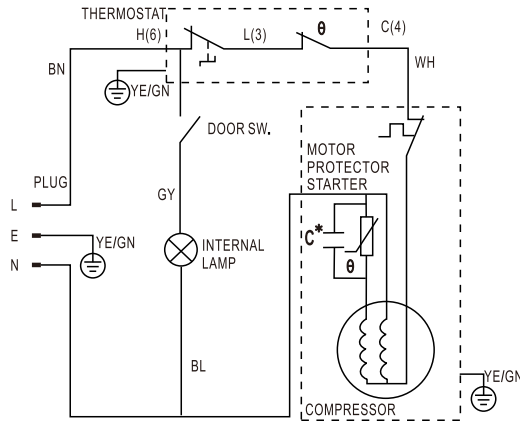 THERMOSTAT
H(6)
L(3)
θ
C(4)
BN
YE/GN
WH
DOOR SW.
MOTOR
PROTECTOR
STARTER
PLUG
GY
L
E
YE/GN
N
INTERNAL
LAMP
C*
θ
BL
YE/GN
COMPRESSOR